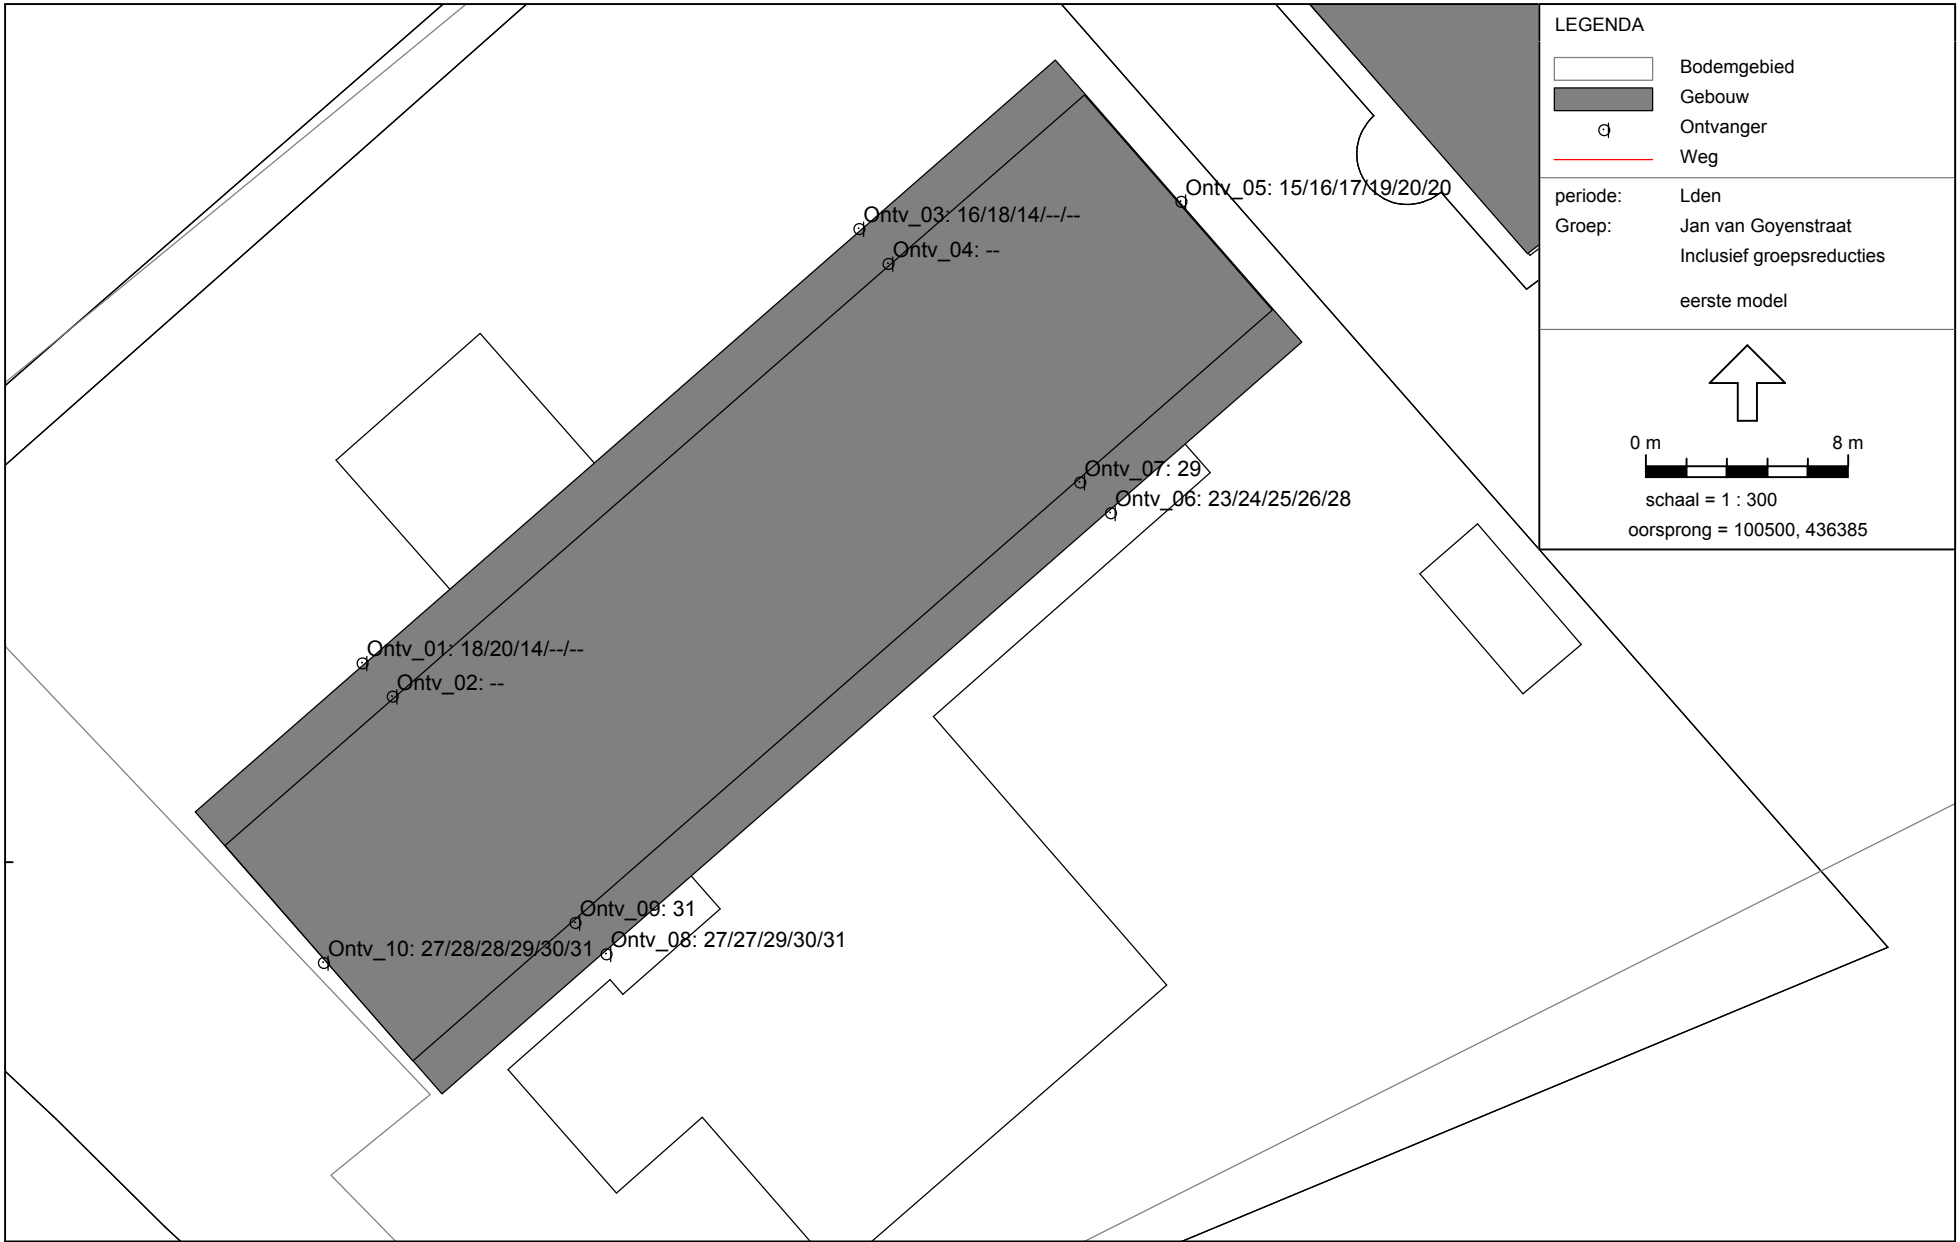 LEGENDA
Bodemgebied
Gebouw
Ontvanger
Weg
periode: Lden
Groep: Jan van Goyenstraat
Inclusief groepsreducties
eerste model
0 m 8 m
schaal = 1 : 300
oorsprong = 100500, 436385
Ontv_05: 15/16/17/19/20/20
Ontv_03: 16/18/14/--/--
Ontv_04: --
Ontv_07: 29
Ontv_06: 23/24/25/26/28
Ontv_01: 18/20/14/--/--
Ontv_02: --
Ontv_09: 31
Ontv_08: 27/27/29/30/31
Ontv_10: 27/28/28/29/30/31